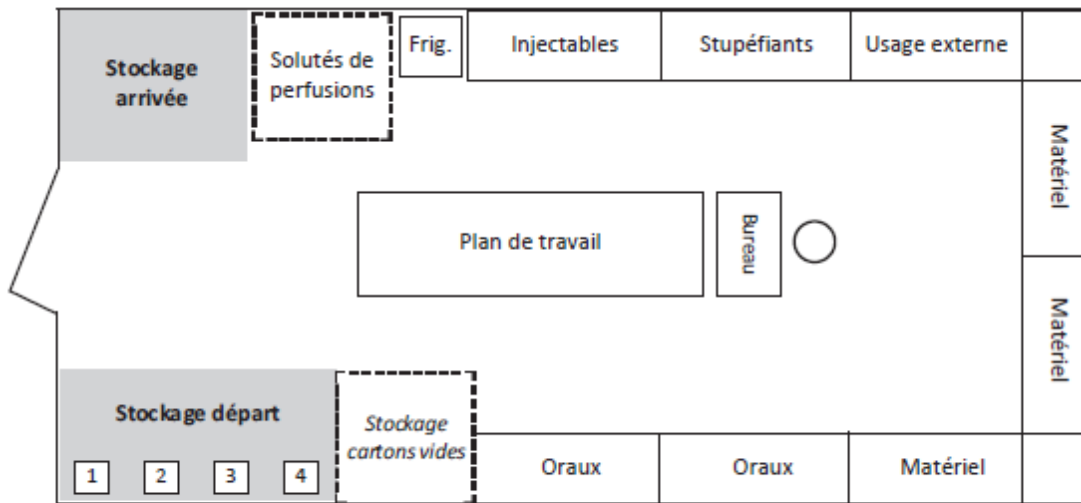 Stockage
arrivée
Solutés de
perfusions
Frig.
Injectables
Stupéfiants
Usage externe
Matériel
Plan de travail
Bureau
Matériel
Stockage départ
1
2
3
4
Stockage
cartons vides
Oraux
Oraux
Matériel